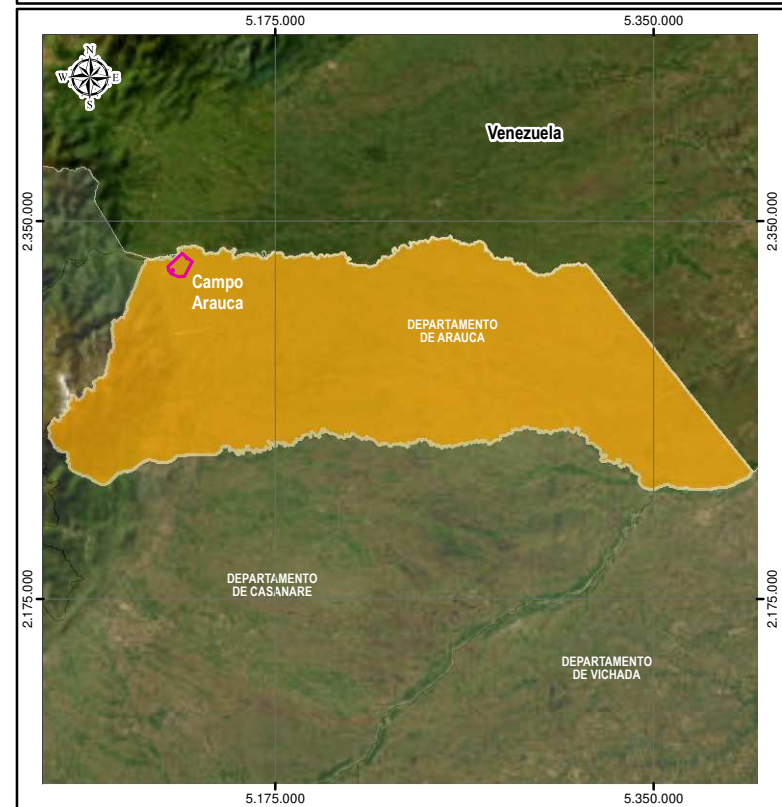 5.175.000
5.350.000
N
W
E
S
Venezuela
2.350.000
2.350.000
Campo
Arauca
DEPARTAMENTO
DE ARAUCA
2.175.000
2.175.000
DEPARTAMENTO
DE CASANARE
DEPARTAMENTO
DE VICHADA
5.175.000
5.350.000